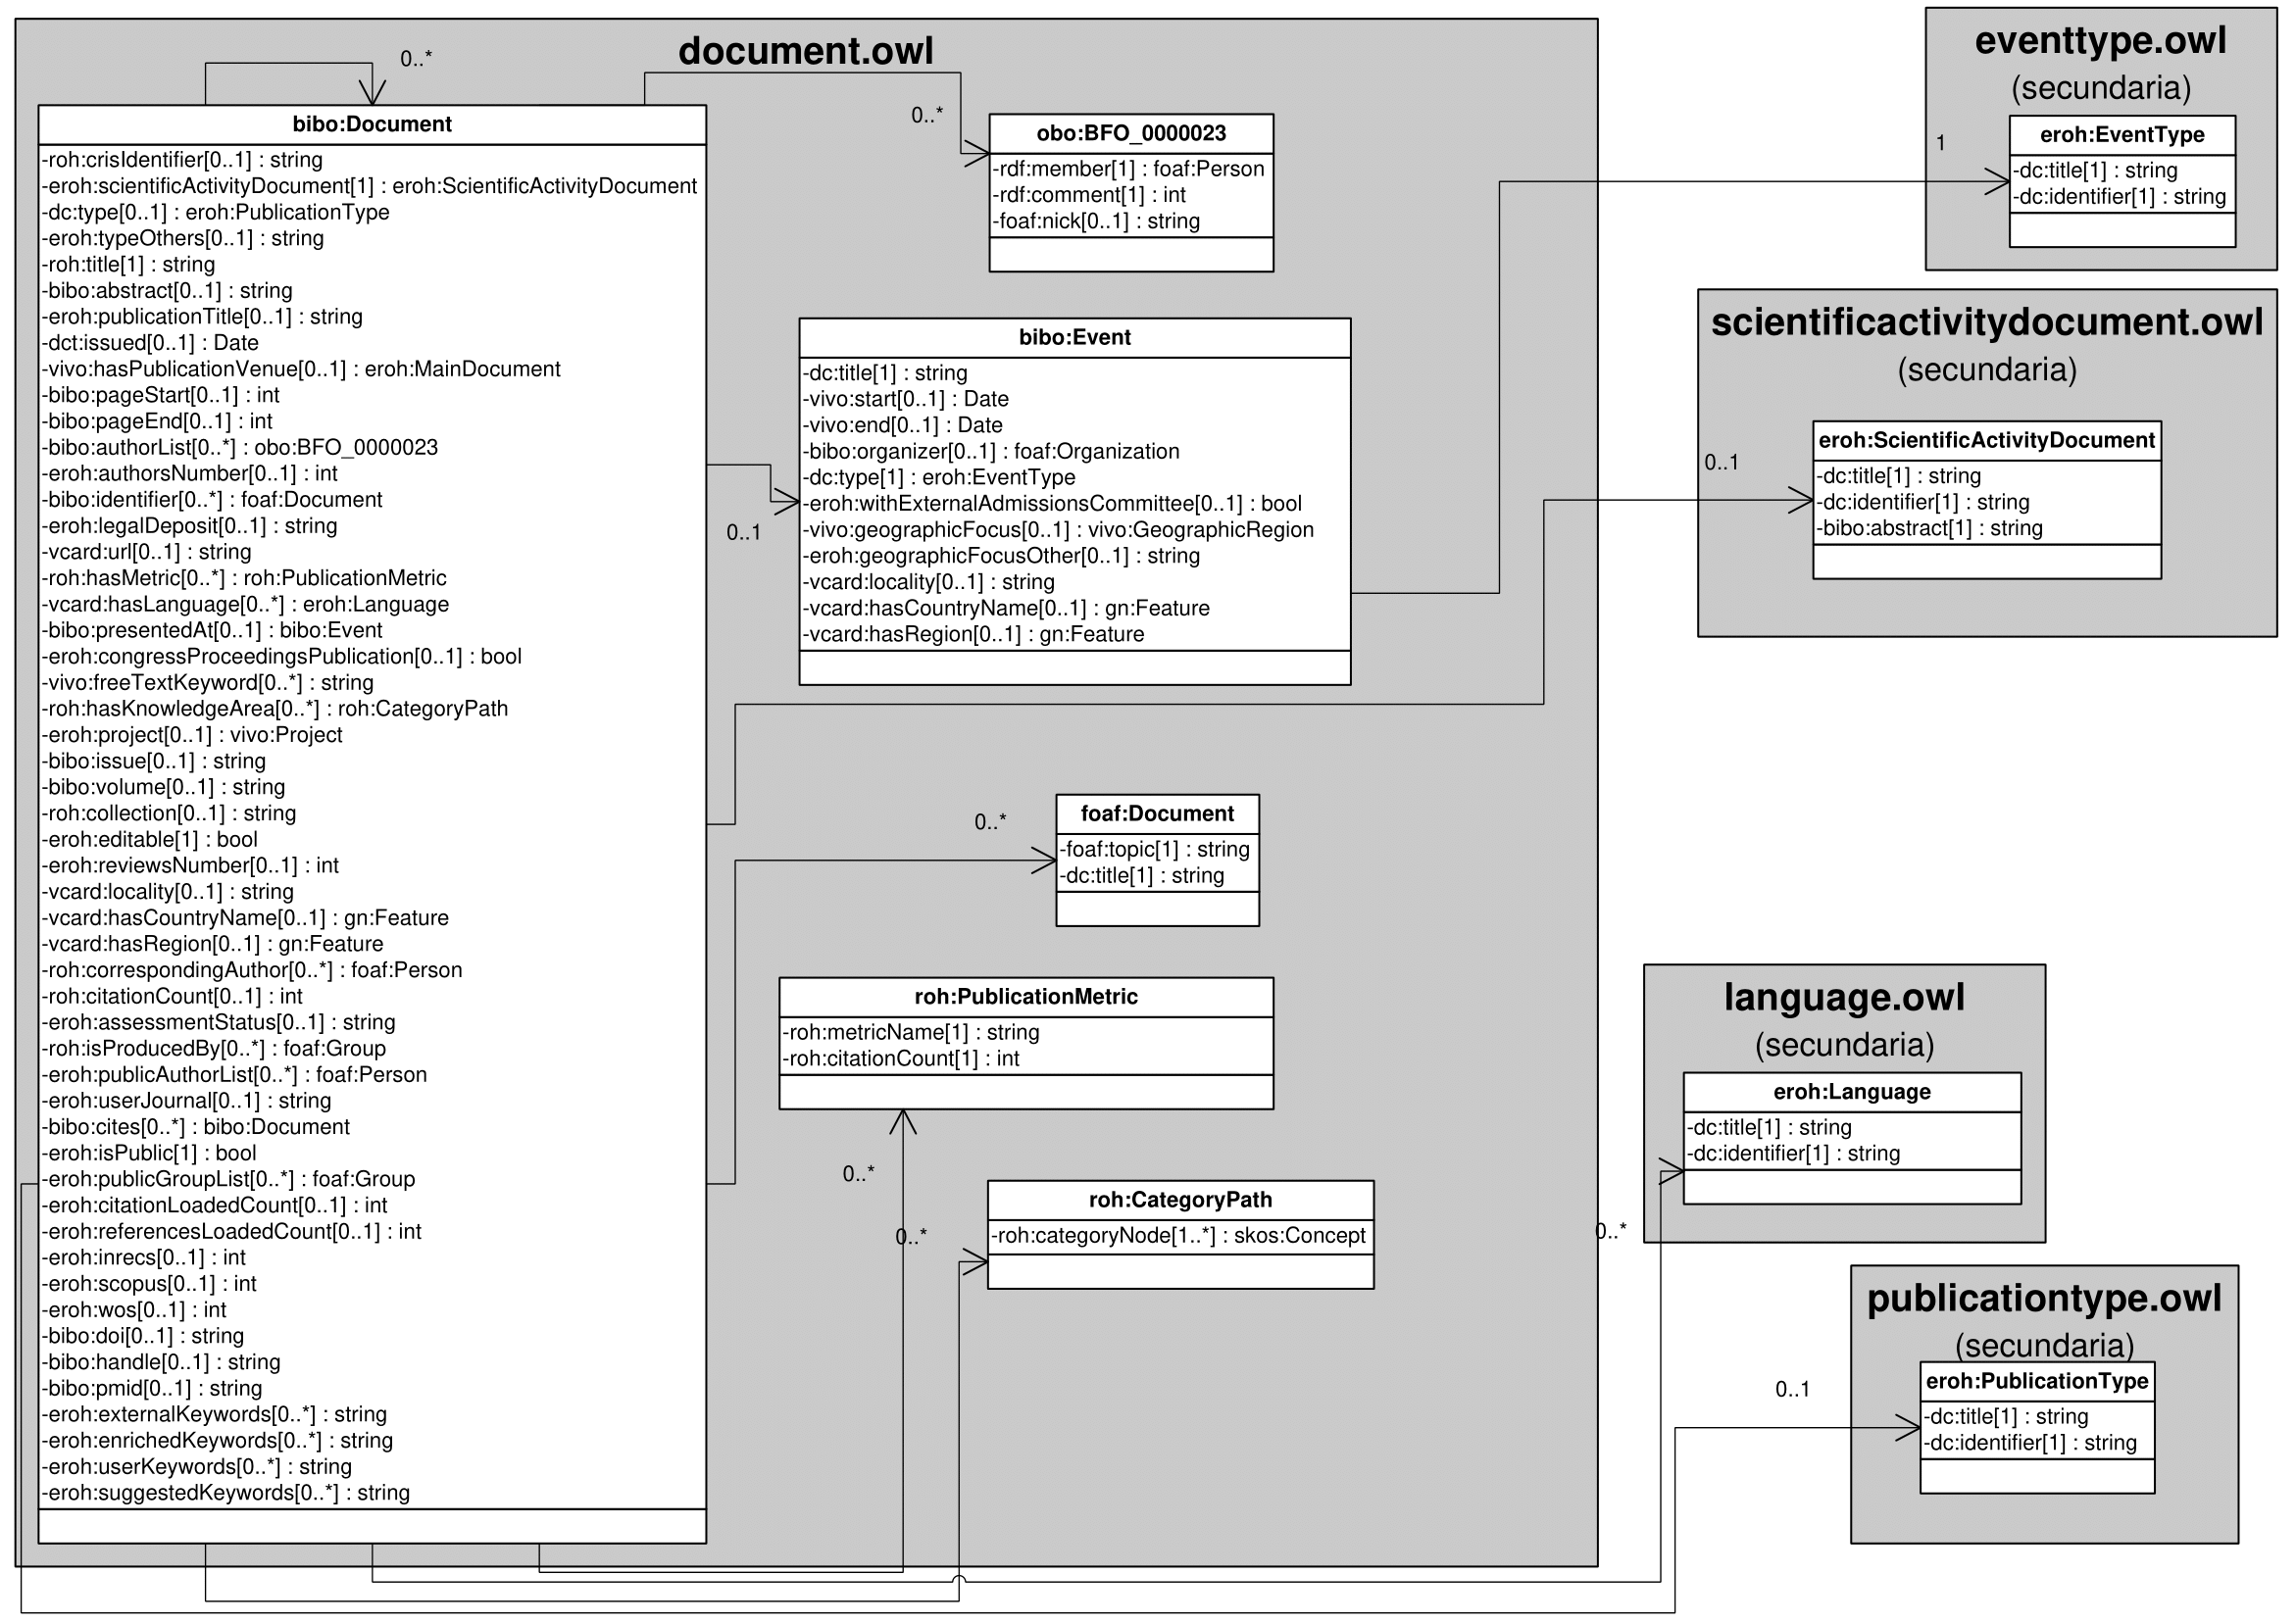 document.owl
0..*
bibo:Document
-roh:crisIdentifier[0..1] : string
-eroh:scientificActivityDocument[1] : eroh:ScientificActivityDocument
-dc:type[0..1] : eroh:PublicationType
-eroh:typeOthers[0..1] : string
-roh:title[1] : string
-bibo:abstract[0..1] : string
-eroh:publicationTitle[0..1] : string
-dct:issued[0..1] : Date
-vivo:hasPublicationVenue[0..1] : eroh:MainDocument
-bibo:pageStart[0..1] : int
-bibo:pageEnd[0..1] : int
-bibo:authorList[0..*] : obo:BFO_0000023
-eroh:authorsNumber[0..1] : int
-bibo:identifier[0..*] : foaf:Document
-eroh:legalDeposit[0..1] : string
-vcard:url[0..1] : string
-roh:hasMetric[0..*] : roh:PublicationMetric
-vcard:hasLanguage[0..*] : eroh:Language
-bibo:presentedAt[0..1] : bibo:Event
-eroh:congressProceedingsPublication[0..1] : bool
-vivo:freeTextKeyword[0..*] : string
-roh:hasKnowledgeArea[0..*] : roh:CategoryPath
-eroh:project[0..1] : vivo:Project
-bibo:issue[0..1] : string
-bibo:volume[0..1] : string
-roh:collection[0..1] : string
-eroh:editable[1] : bool
-eroh:reviewsNumber[0..1] : int
-vcard:locality[0..1] : string
-vcard:hasCountryName[0..1] : gn:Feature
-vcard:hasRegion[0..1] : gn:Feature
-roh:correspondingAuthor[0..*] : foaf:Person
-roh:citationCount[0..1] : int
-eroh:assessmentStatus[0..1] : string
-roh:isProducedBy[0..*] : foaf:Group
-eroh:publicAuthorList[0..*] : foaf:Person
-eroh:userJournal[0..1] : string
-bibo:cites[0..*] : bibo:Document
-eroh:isPublic[1] : bool
-eroh:publicGroupList[0..*] : foaf:Group
-eroh:citationLoadedCount[0..1] : int
-eroh:referencesLoadedCount[0..1] : int
-eroh:inrecs[0..1] : int
-eroh:scopus[0..1] : int
-eroh:wos[0..1] : int
-bibo:doi[0..1] : string
-bibo:handle[0..1] : string
-bibo:pmid[0..1] : string
-eroh:externalKeywords[0..*] : string
-eroh:enrichedKeywords[0..*] : string
-eroh:userKeywords[0..*] : string
-eroh:suggestedKeywords[0..*] : string
0..*
obo:BFO_0000023
-rdf:member[1] : foaf:Person
-rdf:comment[1] : int
-foaf:nick[0..1] : string
0..1
bibo:Event
-dc:title[1] : string
-vivo:start[0..1] : Date
-vivo:end[0..1] : Date
-bibo:organizer[0..1] : foaf:Organization
-dc:type[1] : eroh:EventType
-eroh:withExternalAdmissionsCommittee[0..1] : bool
-vivo:geographicFocus[0..1] : vivo:GeographicRegion
-eroh:geographicFocusOther[0..1] : string
-vcard:locality[0..1] : string
-vcard:hasCountryName[0..1] : gn:Feature
-vcard:hasRegion[0..1] : gn:Feature
0..*
foaf:Document
-foaf:topic[1] : string
-dc:title[1] : string
roh:PublicationMetric
-roh:metricName[1] : string
-roh:citationCount[1] : int
0..*
0..*
roh:CategoryPath
-roh:categoryNode[1..*] : skos:Concept
eventtype.owl
(secundaria)
1
eroh:EventType
-dc:title[1] : string
-dc:identifier[1] : string
scientificactivitydocument.owl
(secundaria)
0..1
eroh:ScientificActivityDocument
-dc:title[1] : string
-dc:identifier[1] : string
-bibo:abstract[1] : string
language.owl
(secundaria)
eroh:Language
-dc:title[1] : string
-dc:identifier[1] : string
0..*
publicationtype.owl
(secundaria)
0..1
eroh:PublicationType
-dc:title[1] : string
-dc:identifier[1] : string